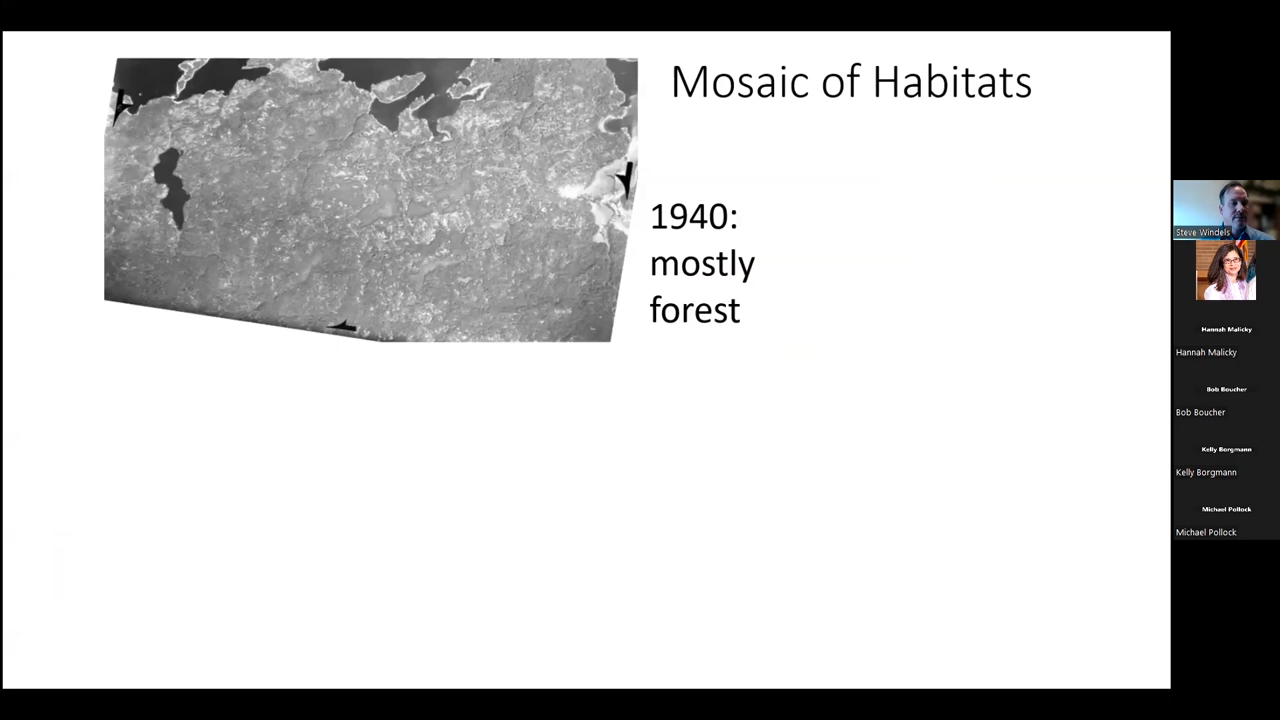 Mosaic of Habitats
1940:
mostly
forest
Steve Windels
Hannah Malicky
Hannah Malicky
Bob Boucher
Bob Boucher
Kelly Borgmann
Kelly Borgmann
Michael Pollock
Michael Pollock